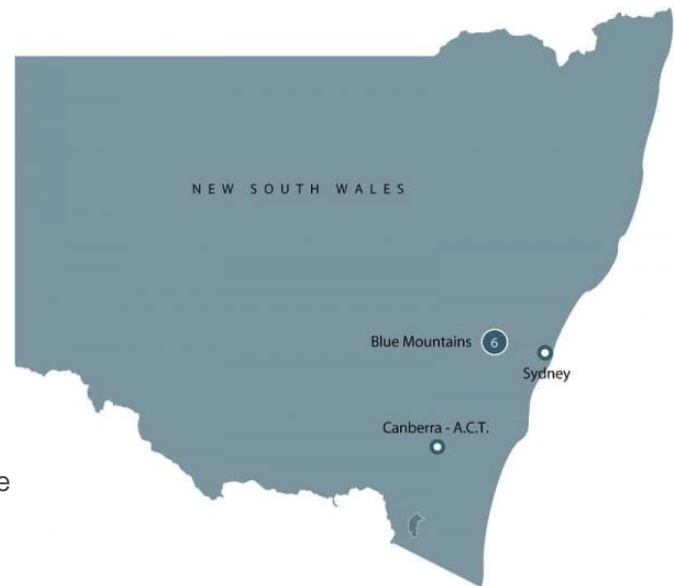 NEW SOUTH WALES
Blue Mountains 6
Sydney
Canberra - A.C.T.
e